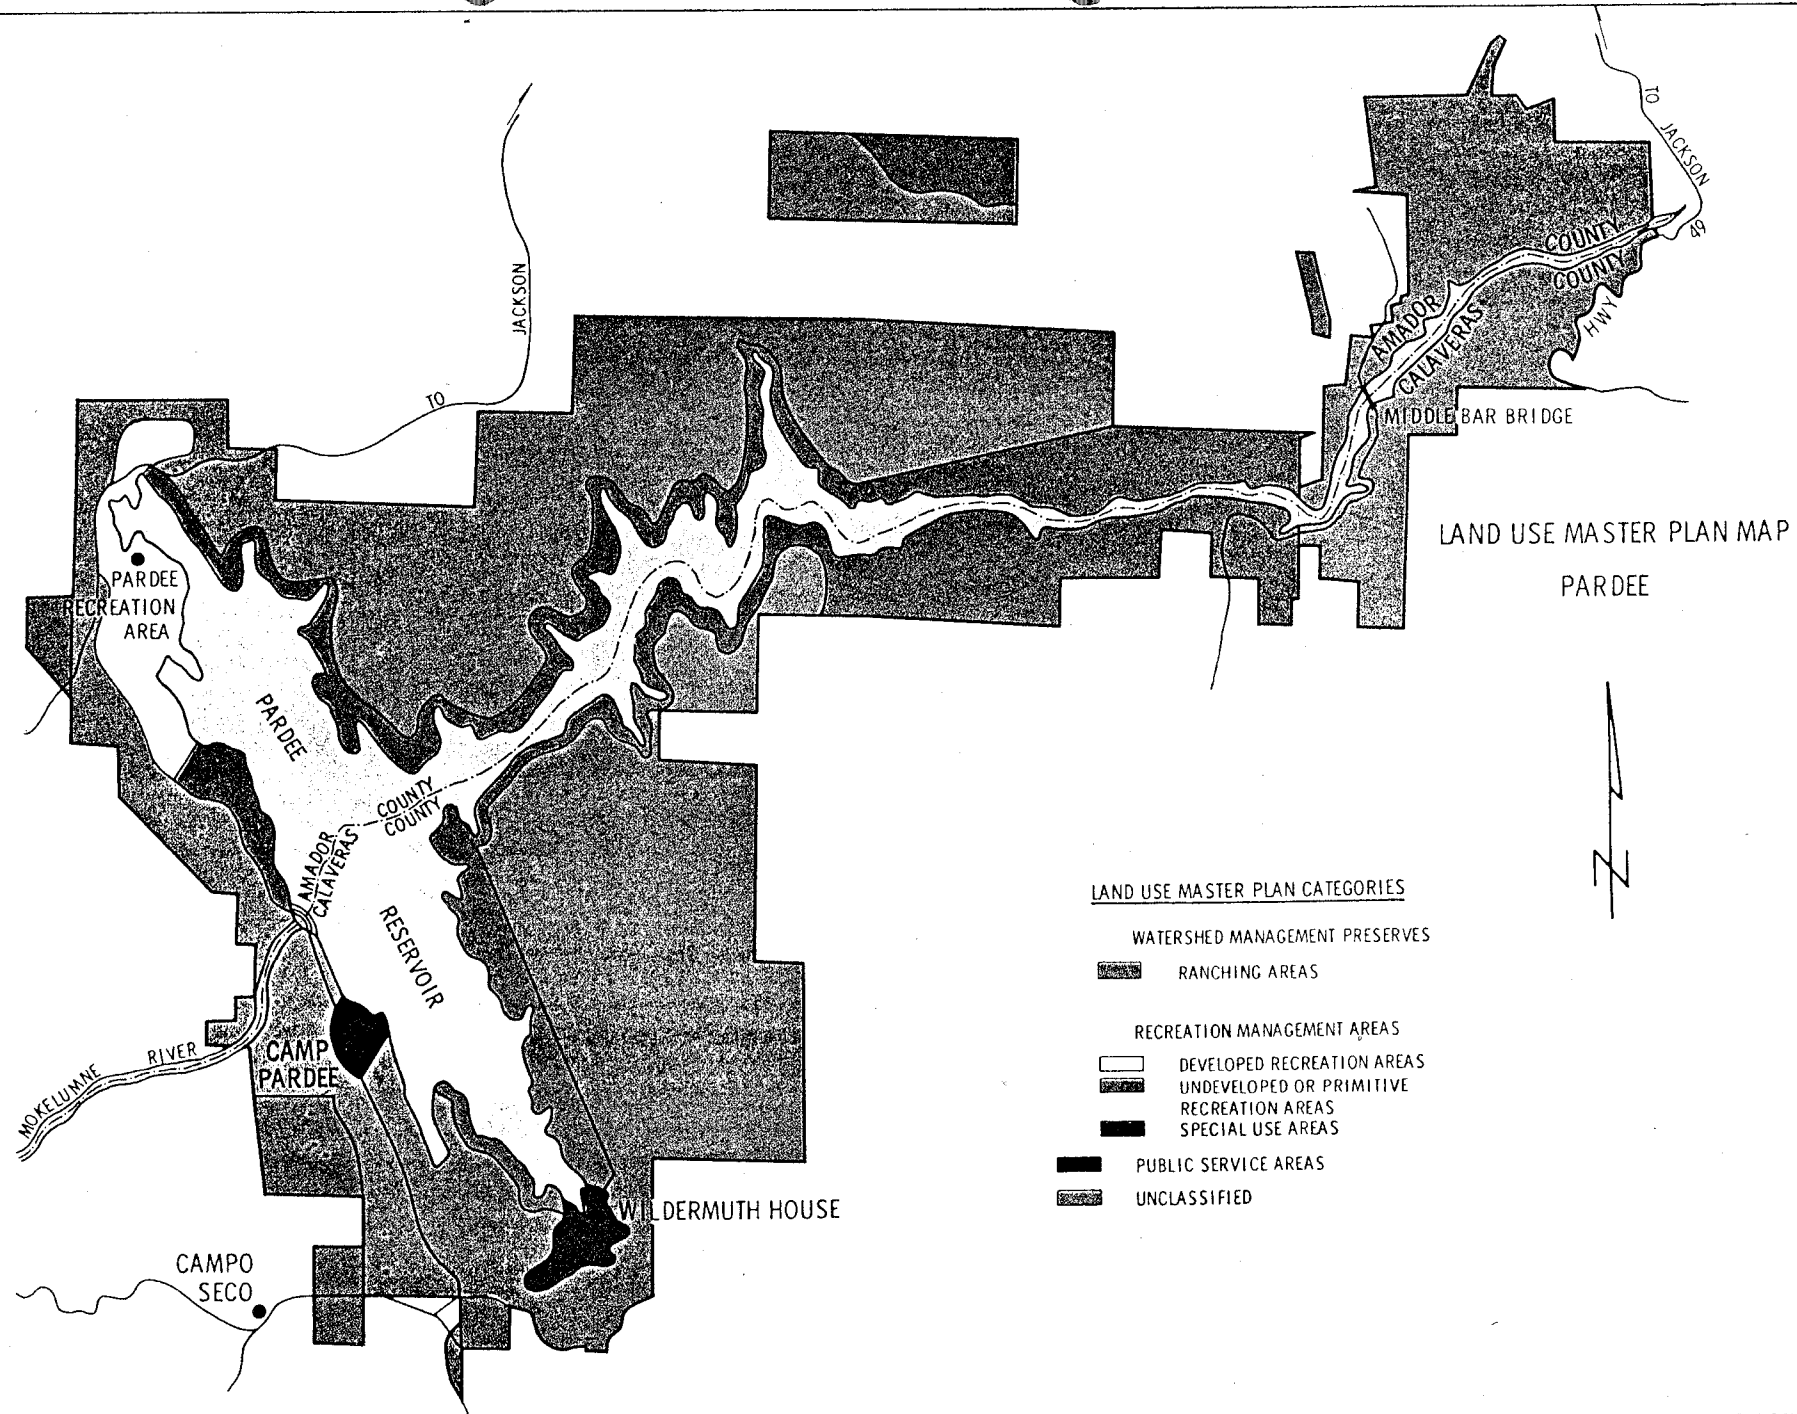 TO
JACKSON
49
HWY
COUNTY
COUNTY
AMADOR
CALAVERAS
MIDDLE BAR BRIDGE
JACKSON
TO
LAND USE MASTER PLAN MAP
PARDEE
PARDEE
RECREATION
AREA
PARDEE
RESERVOIR
COUNTY
COUNTY
AMADOR
CALAVERAS
MOKELUMNE RIVER
CAMP
PARDEE
WILDERMUTH HOUSE
CAMPO
SECO
N
LAND USE MASTER PLAN CATEGORIES
WATERSHED MANAGEMENT PRESERVES
RANCHING AREAS
RECREATION MANAGEMENT AREAS
DEVELOPED RECREATION AREAS
UNDEVELOPED OR PRIMITIVE
RECREATION AREAS
SPECIAL USE AREAS
PUBLIC SERVICE AREAS
UNCLASSIFIED